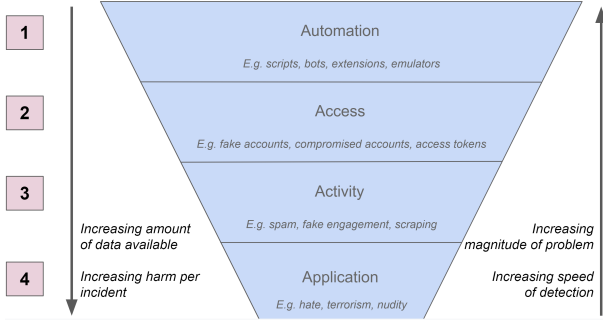 1
Automation
E.g. scripts, bots, extensions, emulators
2
Access
E.g. fake accounts, compromised accounts, access tokens
3
Activity
E.g. spam, fake engagement, scraping
Increasing amount
of data available
Increasing
magnitude of problem
4
Application
E.g. hate, terrorism, nudity
Increasing harm per
incident
Increasing speed
of detection